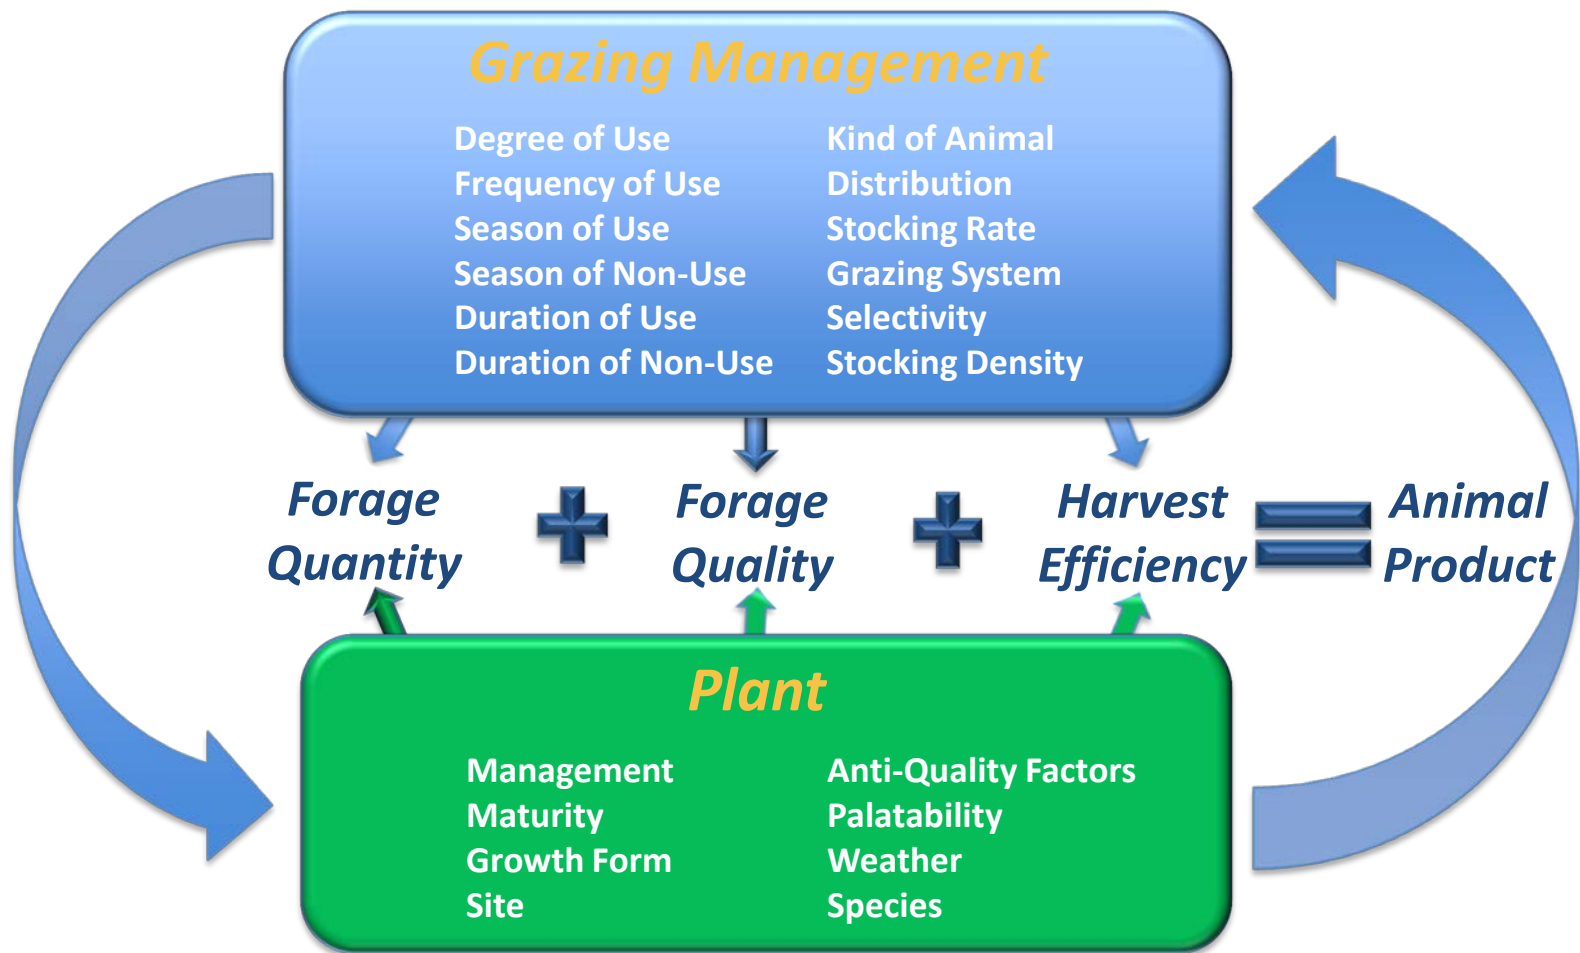 Grazing Management
Degree of Use
Frequency of Use
Season of Use
Season of Non-Use
Duration of Use
Duration of Non-Use
Kind of Animal
Distribution
Stocking Rate
Grazing System
Selectivity
Stocking Density
Forage
Quantity
Forage
Quality
Harvest
Efficiency
Animal
Product
Plant
Management
Maturity
Growth Form
Site
Anti-Quality Factors
Palatability
Weather
Species